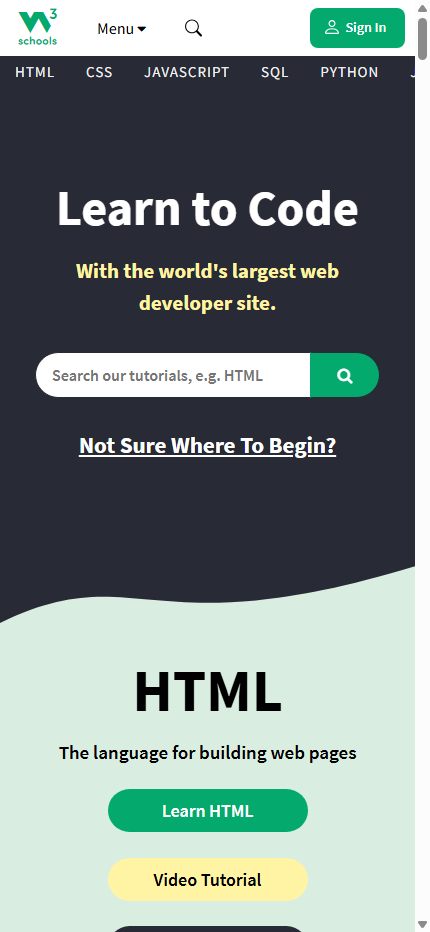 3
schools
Menu
Sign In
HTML CSS JAVASCRIPT SQL PYTHON
Learn to Code
With the world's largest web
developer site.
Search our tutorials, e.g. HTML
Not Sure Where To Begin?
HTML
The language for building web pages
Learn HTML
Video Tutorial